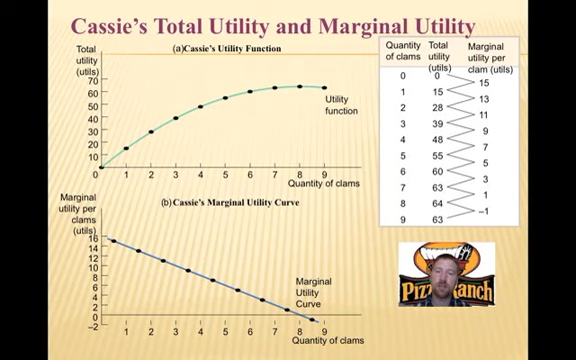 Cassie's Total Utility and Marginal Utility
Total
utility
(utils)
(a)Cassie's Utility Function
70
60
50
40
30
20
10
0 1 2 3 4 5 6 7 8 9
Utility
function
Quantity of clams
Marginal
utility per
clams
(utils)
(b)Cassie's Marginal Utility Curve
16
14
12
10
8
6
4
2
0
–2
1 2 3 4 5 6 7 8 9
Marginal
Utility
Curve
Quantity of clams
Quantity
of clams
Total
utility
(utils)
Marginal
utility per
clam (utils)
0 0
15
1 15
13
2 28
11
3 39
9
4 48
7
5 55
5
6 60
3
7 63
1
8 64
–1
9 63
Pizza Ranch